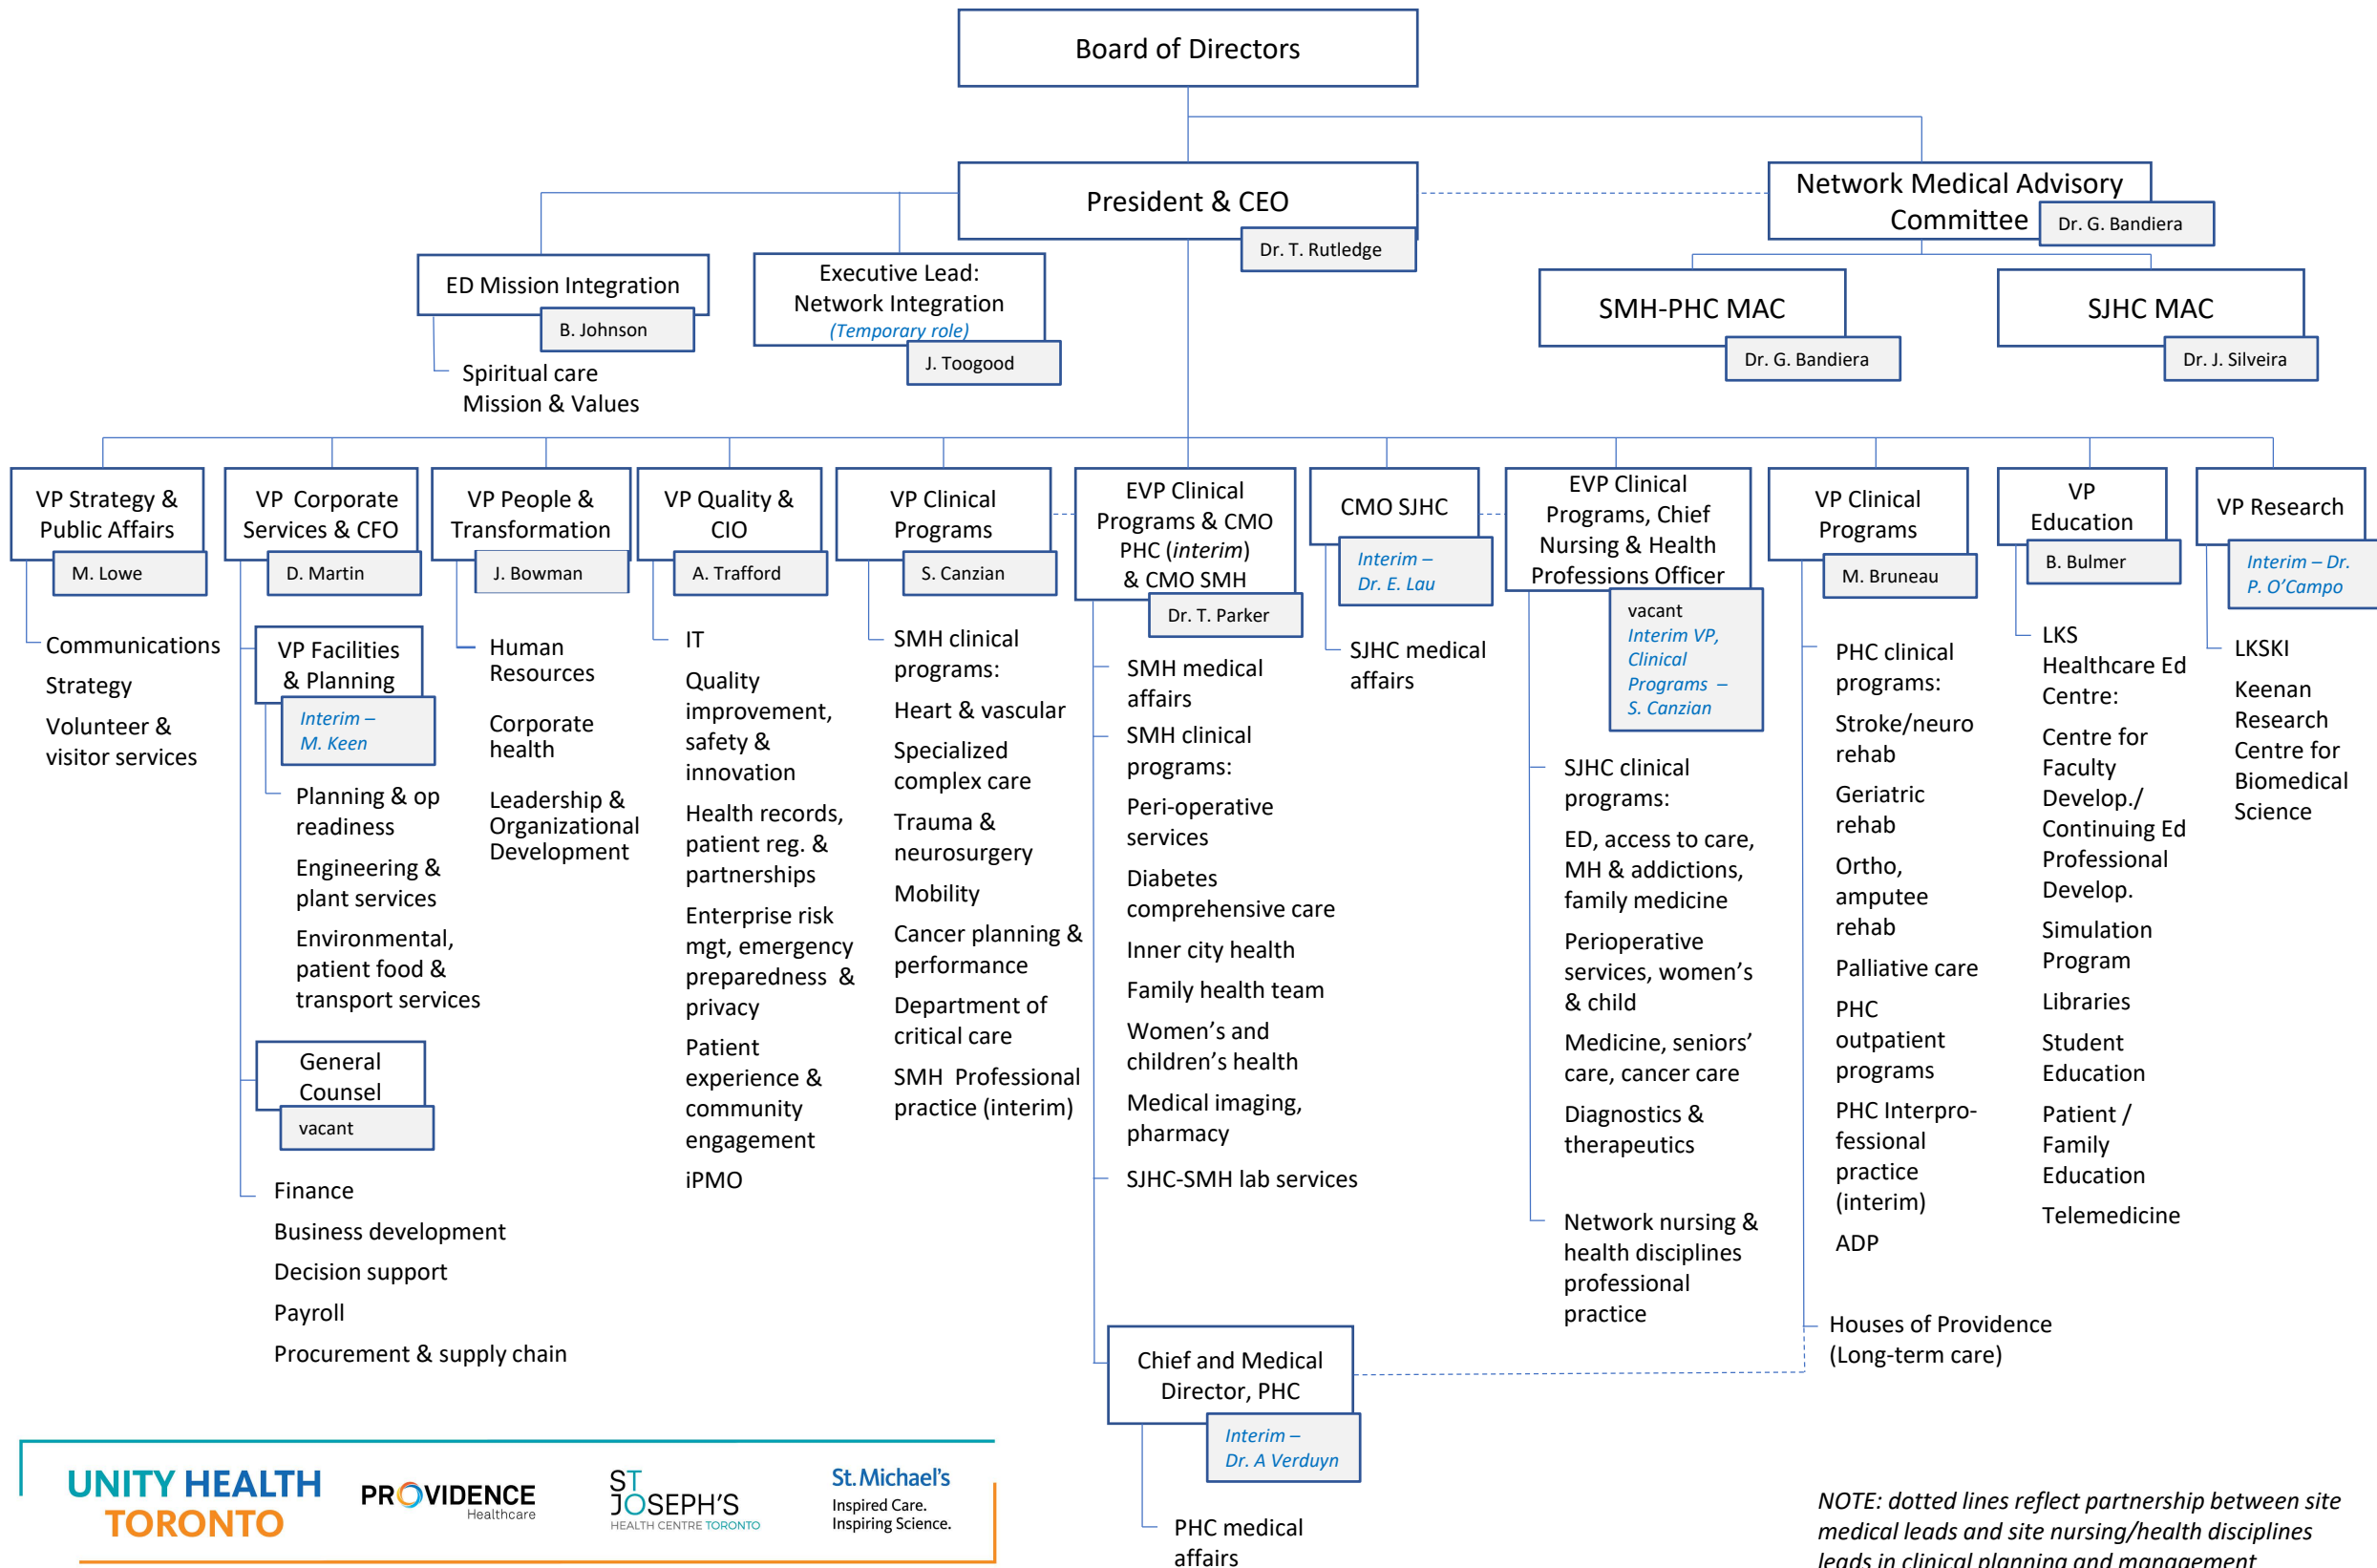 Board of Directors
President & CEO
Dr. T. Rutledge
Network Medical Advisory
Committee
Dr. G. Bandiera
ED Mission Integration
B. Johnson
Spiritual care
Mission & Values
Executive Lead:
Network Integration
(Temporary role)
J. Toogood
SMH-PHC MAC
Dr. G. Bandiera
SJHC MAC
Dr. J. Silveira
VP Strategy &
Public Affairs
M. Lowe
Communications
Strategy
Volunteer &
visitor services
VP Corporate
Services & CFO
D. Martin
VP Facilities
& Planning
Interim –
M. Keen
Planning & op
readiness
Engineering &
plant services
Environmental,
patient food &
transport services
General
Counsel
vacant
Finance
Business development
Decision support
Payroll
Procurement & supply chain
VP People &
Transformation
J. Bowman
Human
Resources
Corporate
health
Leadership &
Organizational
Development
VP Quality &
CIO
A. Trafford
IT
Quality
improvement,
safety &
innovation
Health records,
patient reg. &
partnerships
Enterprise risk
mgt, emergency
preparedness &
privacy
Patient
experience &
community
engagement
iPMO
VP Clinical
Programs
S. Canzian
SMH clinical
programs:
Heart & vascular
Specialized
complex care
Trauma &
neurosurgery
Mobility
Cancer planning &
performance
Department of
critical care
SMH Professional
practice (interim)
EVP Clinical
Programs & CMO
PHC (interim)
& CMO SMH
Dr. T. Parker
SMH medical
affairs
SMH clinical
programs:
Peri-operative
services
Diabetes
comprehensive care
Inner city health
Family health team
Women's and
children's health
Medical imaging,
pharmacy
SJHC-SMH lab services
Chief and Medical
Director, PHC
Interim –
Dr. A Verduyn
PHC medical
affairs
CMO SJHC
Interim –
Dr. E. Lau
SJHC medical
affairs
EVP Clinical
Programs, Chief
Nursing & Health
Professions Officer
vacant
Interim VP,
Clinical
Programs –
S. Canzian
SJHC clinical
programs:
ED, access to care,
MH & addictions,
family medicine
Perioperative
services, women's
& child
Medicine, seniors'
care, cancer care
Diagnostics &
therapeutics
Network nursing &
health disciplines
professional
practice
VP Clinical
Programs
M. Bruneau
PHC clinical
programs:
Stroke/neuro
rehab
Geriatric
rehab
Ortho,
amputee
rehab
Palliative care
PHC
outpatient
programs
PHC Interpro-
fessional
practice
(interim)
ADP
Houses of Providence
(Long-term care)
VP
Education
B. Bulmer
LKS
Healthcare Ed
Centre:
Centre for
Faculty
Develop./
Continuing Ed
Professional
Develop.
Simulation
Program
Libraries
Student
Education
Patient /
Family
Education
Telemedicine
VP Research
Interim – Dr.
P. O'Campo
LKSKI
Keenan
Research
Centre for
Biomedical
Science
UNITY HEALTH
TORONTO
PROVIDENCE
Healthcare
ST
JOSEPH'S
HEALTH CENTRE TORONTO
St. Michael's
Inspired Care.
Inspiring Science.
NOTE: dotted lines reflect partnership between site
medical leads and site nursing/health disciplines
leads in clinical planning and management